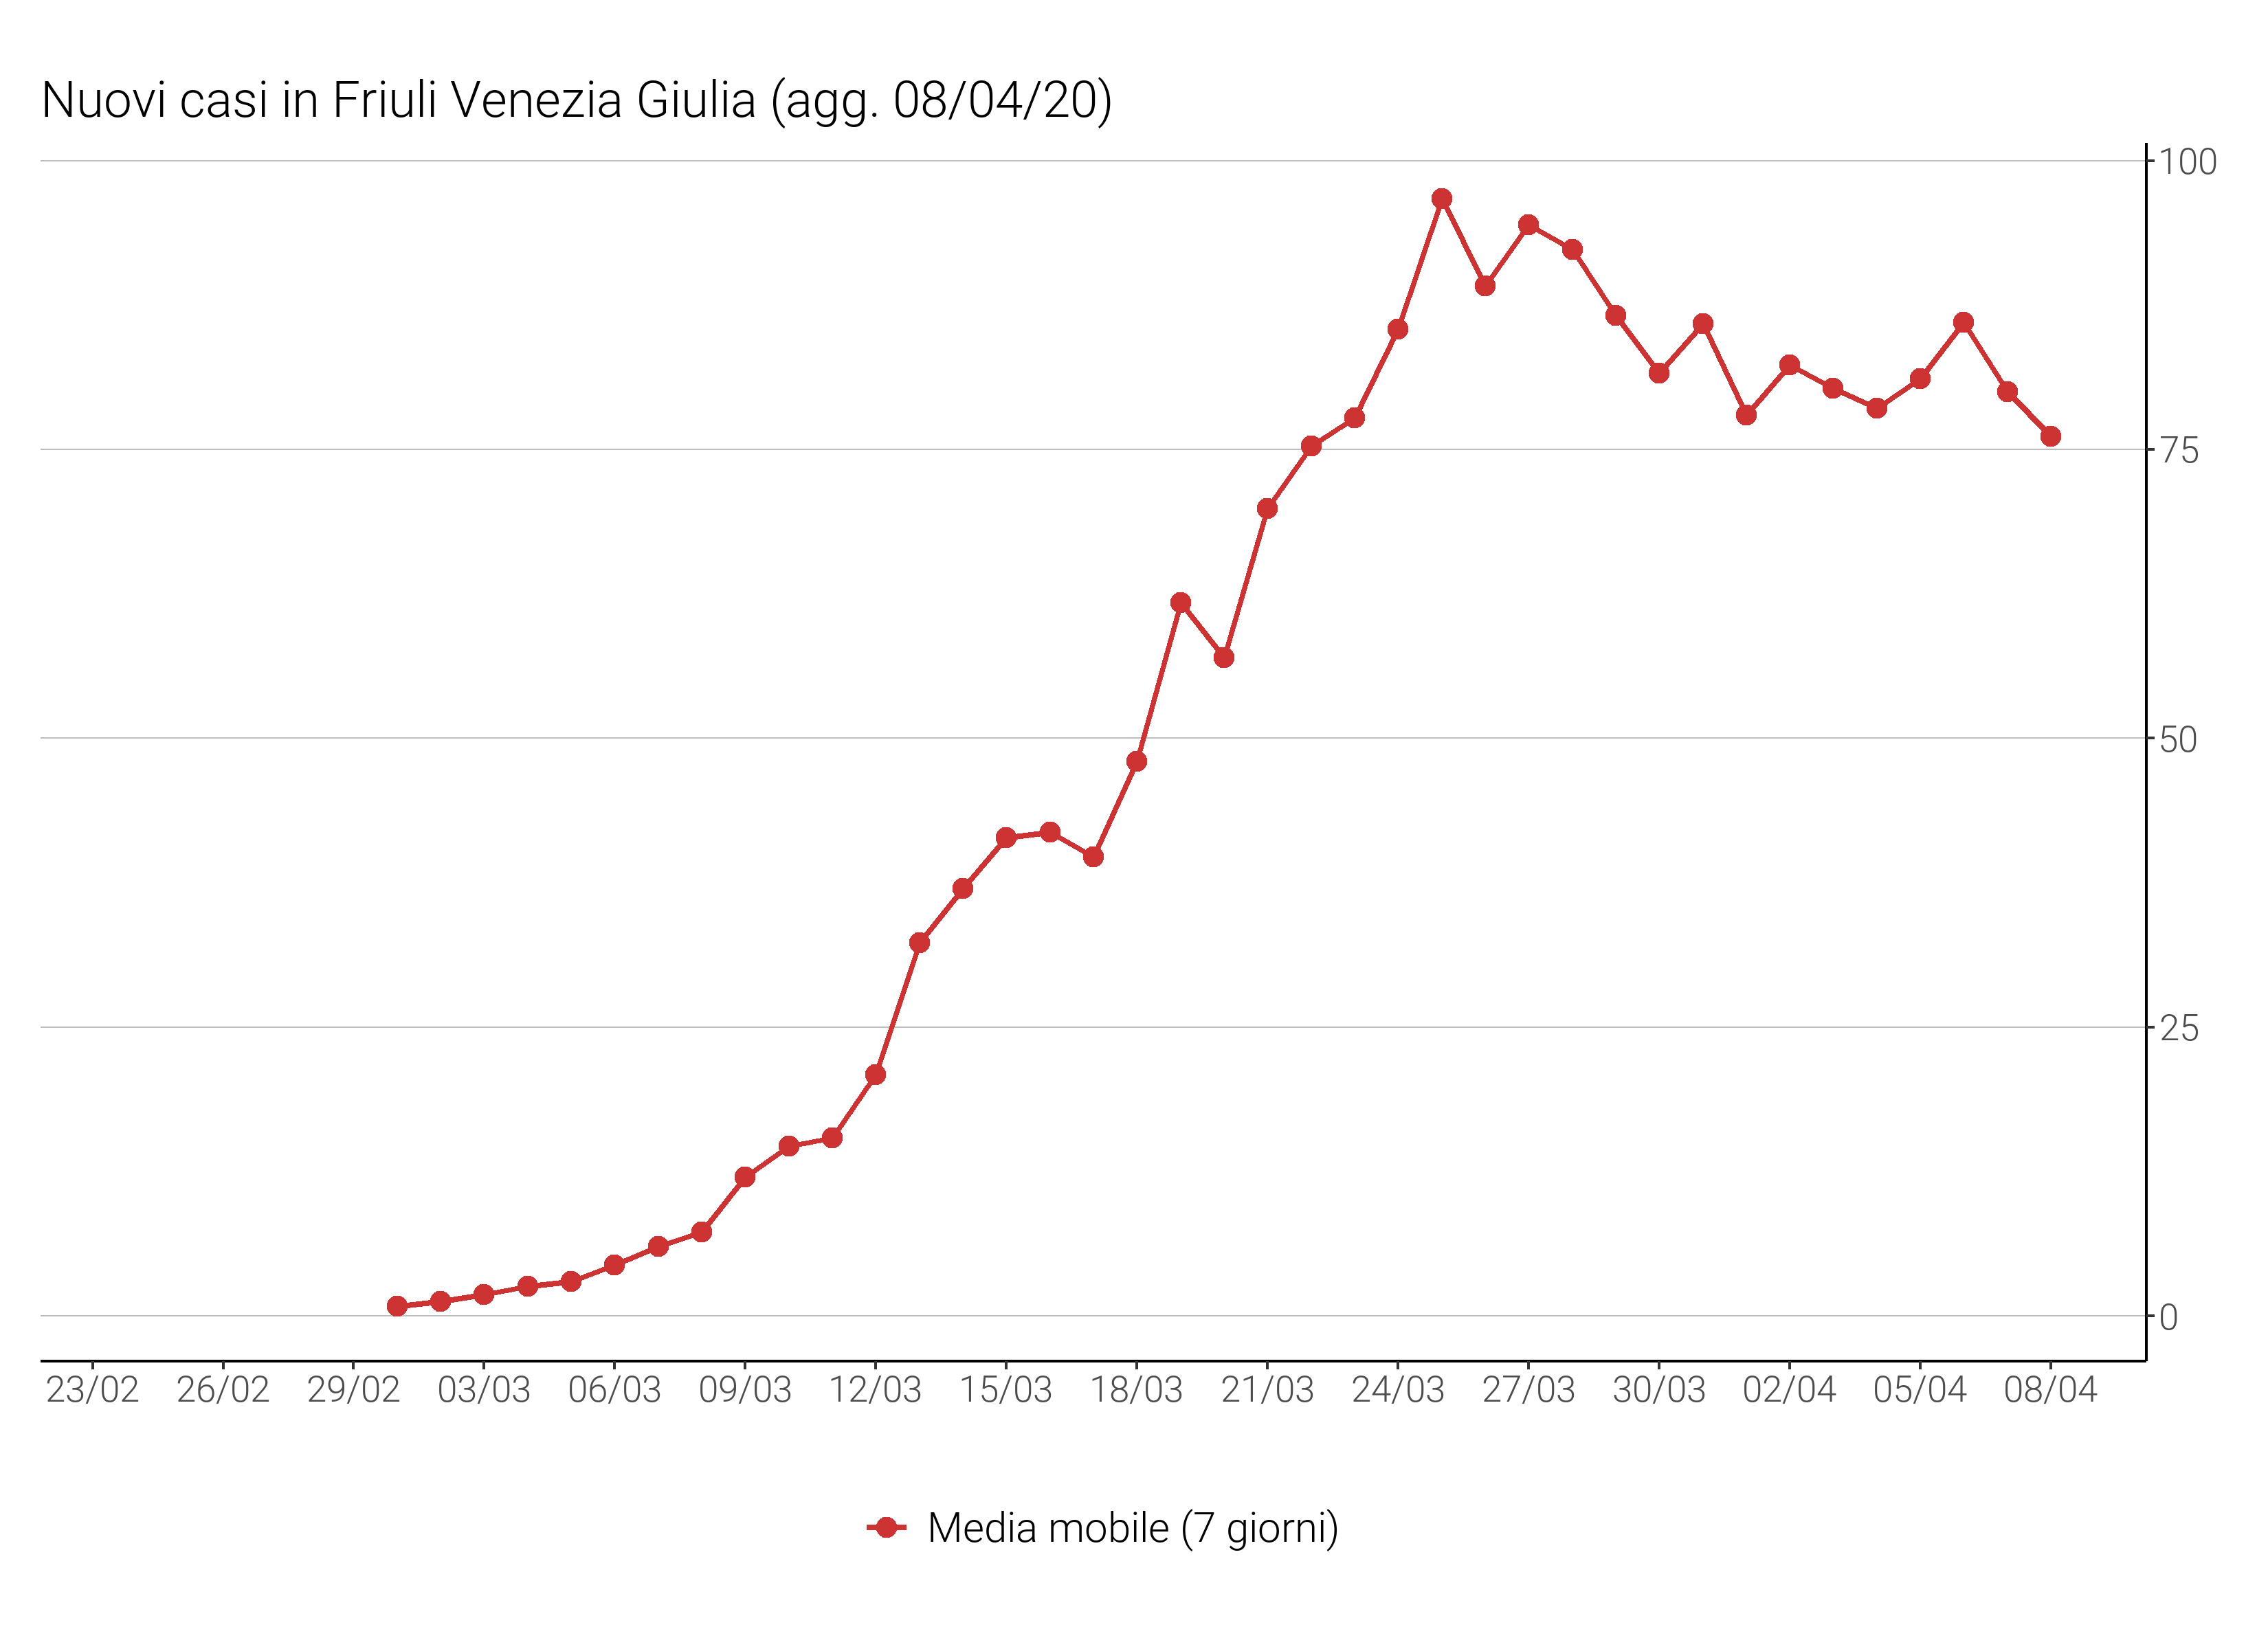 Nuovi casi in Friuli Venezia Giulia (agg. 08/04/20)
100
75
50
25
0
23/02 26/02 29/02 03/03 06/03 09/03 12/03 15/03 18/03 21/03 24/03 27/03 30/03 02/04 05/04 08/04
Media mobile (7 giorni)